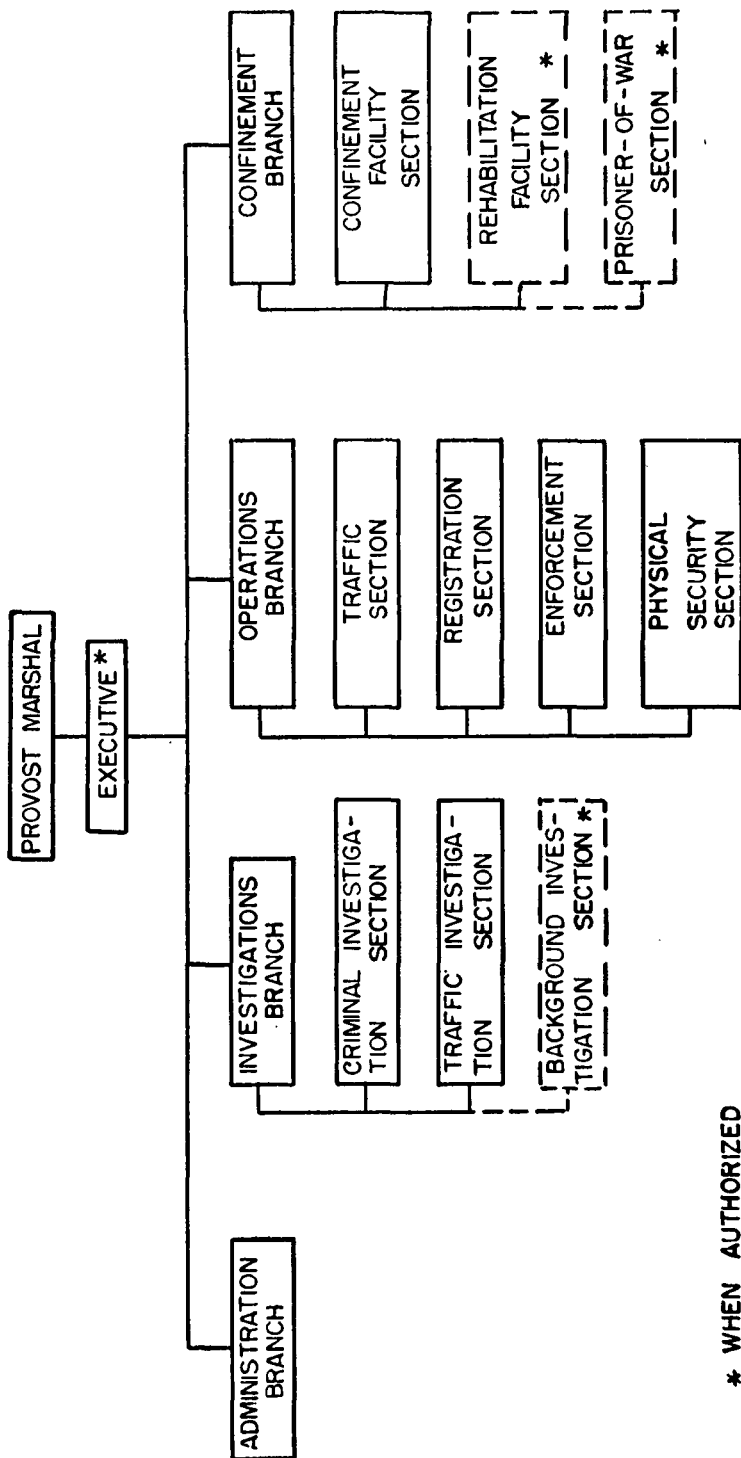 PROVOST MARSHAL
EXECUTIVE *
ADMINISTRATION
BRANCH
INVESTIGATIONS
BRANCH
CRIMINAL INVESTIGA-
TION SECTION
TRAFFIC INVESTIGA-
TION SECTION
BACKGROUND INVES-
TIGATION SECTION *
OPERATIONS
BRANCH
TRAFFIC
SECTION
REGISTRATION
SECTION
ENFORCEMENT
SECTION
PHYSICAL
SECURITY
SECTION
CONFINEMENT
BRANCH
CONFINEMENT
FACILITY
SECTION
REHABILITATION
FACILITY
SECTION *
PRISONER-OF-WAR
SECTION *
* WHEN AUTHORIZED